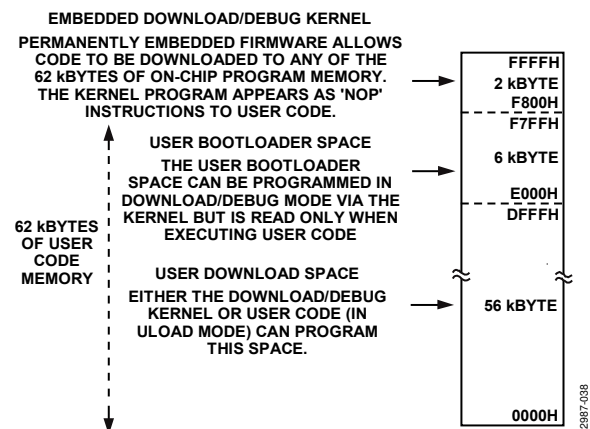 EMBEDDED DOWNLOAD/DEBUG KERNEL
PERMANENTLY EMBEDDED FIRMWARE ALLOWS
CODE TO BE DOWNLOADED TO ANY OF THE
62 kBYTES OF ON-CHIP PROGRAM MEMORY.
THE KERNEL PROGRAM APPEARS AS 'NOP'
INSTRUCTIONS TO USER CODE.
FFFFH
2 kBYTE
F800H
F7FFH
USER BOOTLOADER SPACE
THE USER BOOTLOADER
SPACE CAN BE PROGRAMMED IN
DOWNLOAD/DEBUG MODE VIA THE
KERNEL BUT IS READ ONLY WHEN
EXECUTING USER CODE
6 kBYTE
E000H
DFFFH
62 kBYTES
OF USER
CODE
MEMORY
USER DOWNLOAD SPACE
EITHER THE DOWNLOAD/DEBUG
KERNEL OR USER CODE (IN
ULOAD MODE) CAN PROGRAM
THIS SPACE.
56 kBYTE
0000H
2987-038